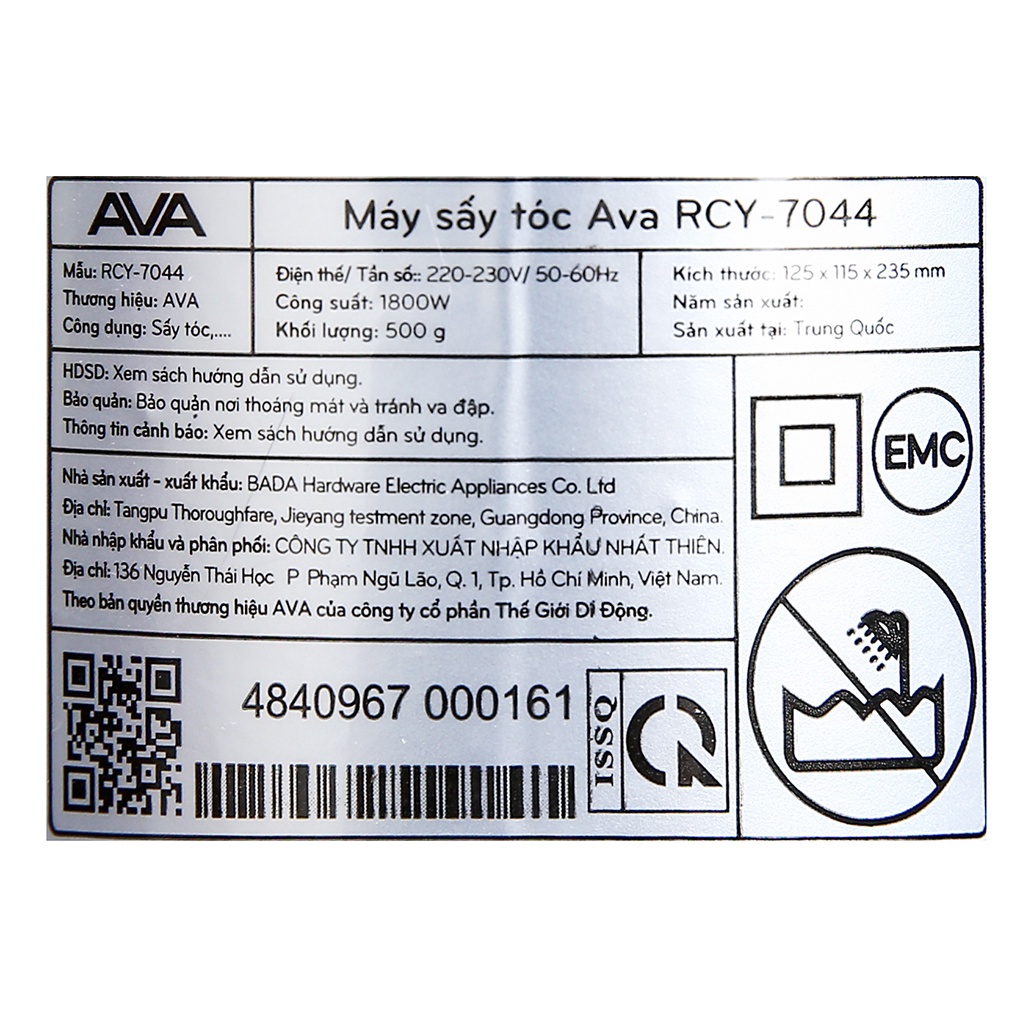 AVA
Máy sấy tóc Ava RCY-7044
Mẫu: RCY-7044
Thương hiệu: AVA
Công dụng: Sấy tóc,....
Điện thế/ Tần số:: 220-230V/ 50-60Hz
Công suất: 1800W
Khối lượng: 500 g
Kích thước: 125 x 115 x 235 mm
Năm sản xuất:
Sản xuất tại: Trung Quốc
HDSD: Xem sách hướng dẫn sử dụng.
Bảo quản: Bảo quản nơi thoáng mát và tránh va đập.
Thông tin cảnh báo: Xem sách hướng dẫn sử dụng.
EMC
Nhà sản xuất - xuất khẩu: BADA Hardware Electric Appliances Co. Ltd
Địa chỉ: Tangpu Thoroughfare, Jieyang testment zone, Guangdong Province, China.
Nhà nhập khẩu và phân phối: CÔNG TY TNHH XUẤT NHẬP KHẨU NHẤT THIÊN.
Địa chỉ: 136 Nguyễn Thái Học P Phạm Ngũ Lão, Q. 1, Tp. Hồ Chí Minh, Việt Nam.
Theo bản quyền thương hiệu AVA của công ty cổ phần Thế Giới Di Động.
4840967 000161
ISSQ